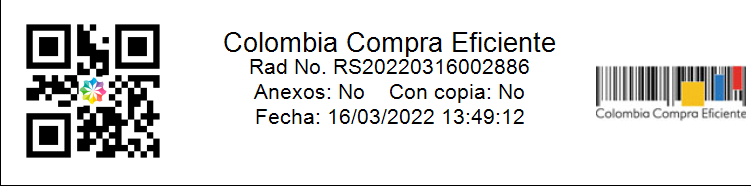 Colombia Compra Eficiente
Rad No. RS20220316002886
Anexos: No Con copia: No
Fecha: 16/03/2022 13:49:12
Colombia Compra Eficiente